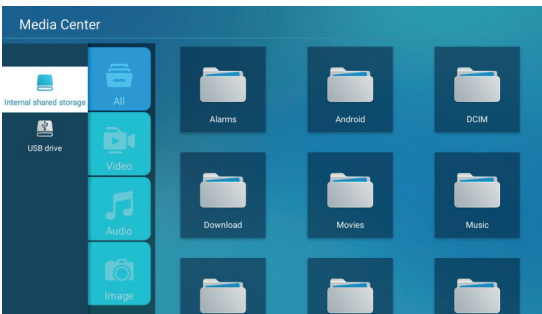 Media Center
Internal shared storage
USB drive
All
Video
Audio
Image
Alarms
Android
DCIM
Download
Movies
Music